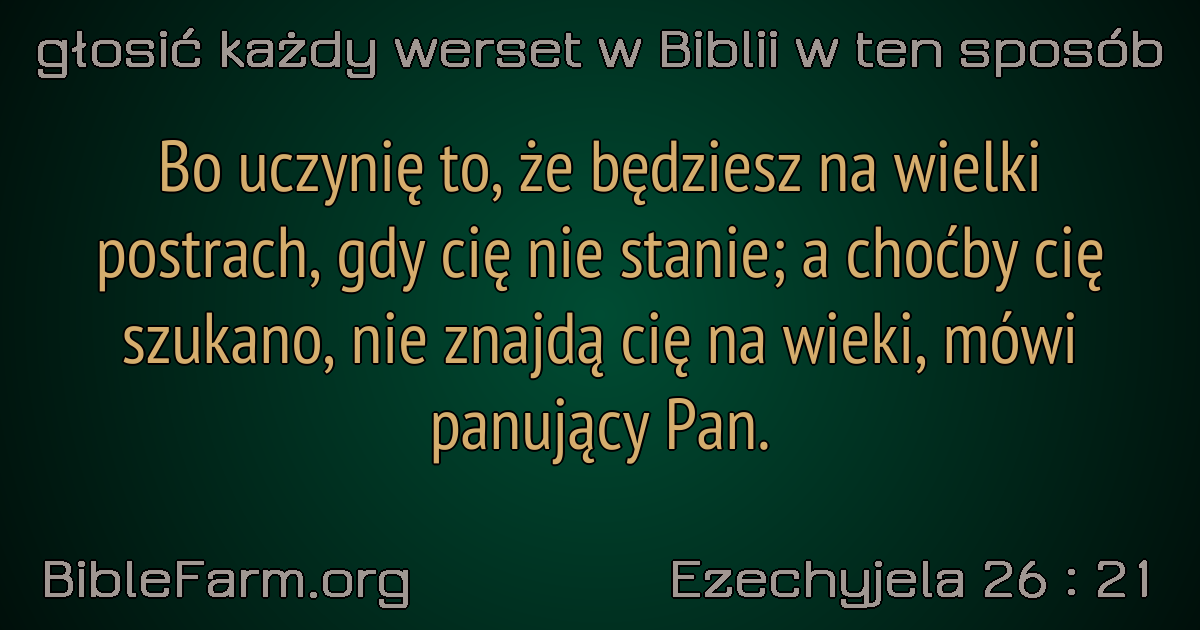 głosić każdy werset w Biblii w ten sposób
Bo uczynię to, że będziesz na wielki
postrach, gdy cię nie stanie; a choćby cię
szukano, nie znajdą cię na wieki, mówi
panujący Pan.
BibleFarm.org
Ezechyjela 26 : 21